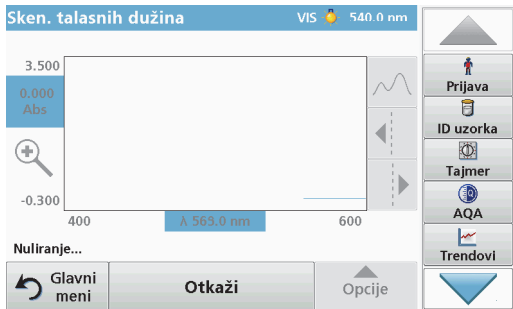 Sken. talasnih dužina VIS 540.0 nm
3.500
0.000
Abs
-0.300
400 λ 569.0 nm 600
Nuliranje...
Glavni
meni
Otkaži
Opcije
Prijava
ID uzorka
Tajmer
AQA
Trendovi